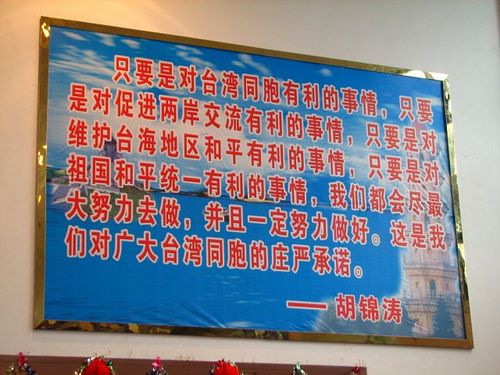 只要是对台湾同胞有利的事情，只要
是对促进两岸交流有利的事情，只要是对
维护台海地区和平有利的事情，只要是对
祖国和平统一有利的事情，我们都会尽最
大努力去做，并且一定努力做好。这是我
们对广大台湾同胞的庄严承诺。
——胡锦涛